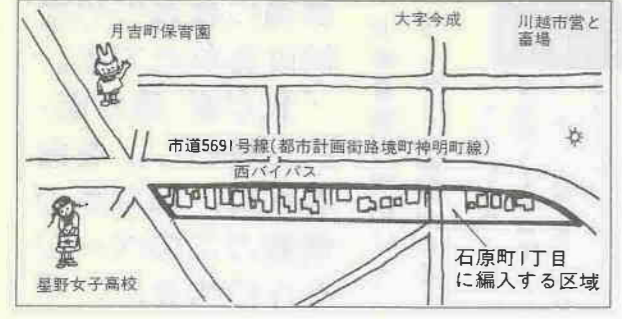 月吉町保育園
大字今成
川越市営と
畜場
市道5691号線(都市計画街路境町神明町線)
西バイパス
星野女子高校
石原町1丁目
に編入する区域